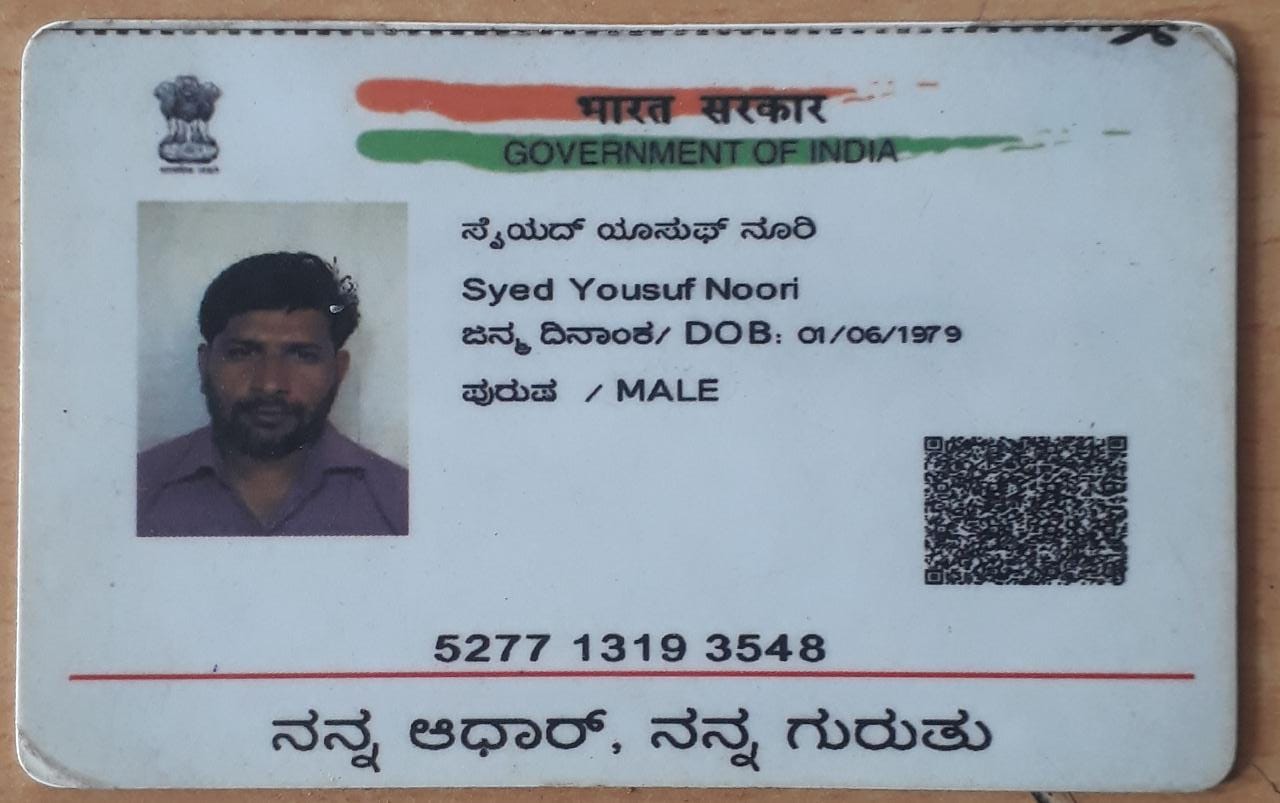 भारत सरकार
GOVERNMENT OF INDIA
ಸೈಯದ್ ಯೂಸುಫ್ ನೂರಿ
Syed Yousuf Noori
ಜನ್ಮ ದಿನಾಂಕ/ DOB: 01/06/1979
ಪುರುಷ / MALE
5277 1319 3548
ನನ್ನ ಆಧಾರ್, ನನ್ನ ಗುರುತು